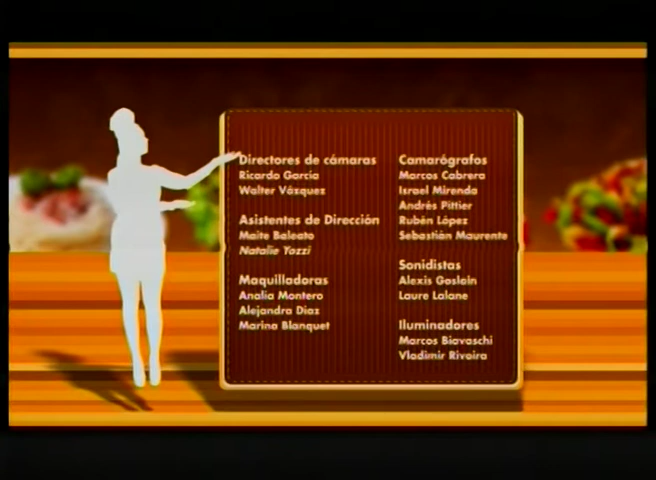 Directores de cámaras
Ricardo García
Walter Vázquez
Asistentes de Dirección
Maite Baleato
Natalie Yozzi
Maquilladoras
Analía Montero
Alejandra Diaz
Marina Blanquet
Camarógrafos
Marcos Cabrera
Israel Mirenda
Andrés Pittier
Rubén López
Sebastián Maurente
Sonidistas
Alexis Goslain
Laure Lalane
Iluminadores
Marcos Biavaschi
Vladimir Rivoira